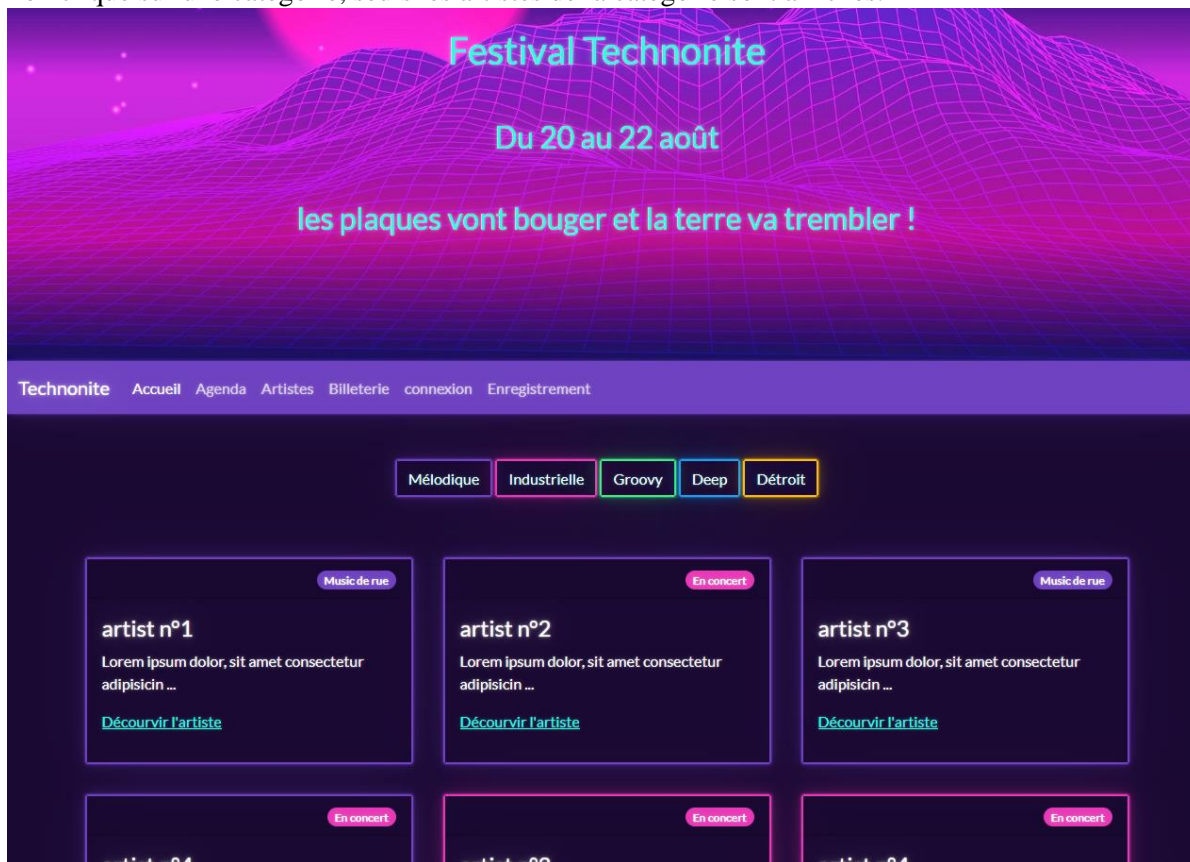 Festival Technonite
Du 20 au 22 août
les plaques vont bouger et la terre va trembler !
Technonite Accueil Agenda Artistes Billeterie connexion Enregistrement
Mélodique Industrielle Groovy Deep Détroit
Music de rue
artist n°1
Lorem ipsum dolor, sit amet consectetur
adipisicin ...
Décourvir l'artiste
En concert
artist n°2
Lorem ipsum dolor, sit amet consectetur
adipisicin ...
Décourvir l'artiste
Music de rue
artist n°3
Lorem ipsum dolor, sit amet consectetur
adipisicin ...
Décourvir l'artiste
En concert
En concert
En concert